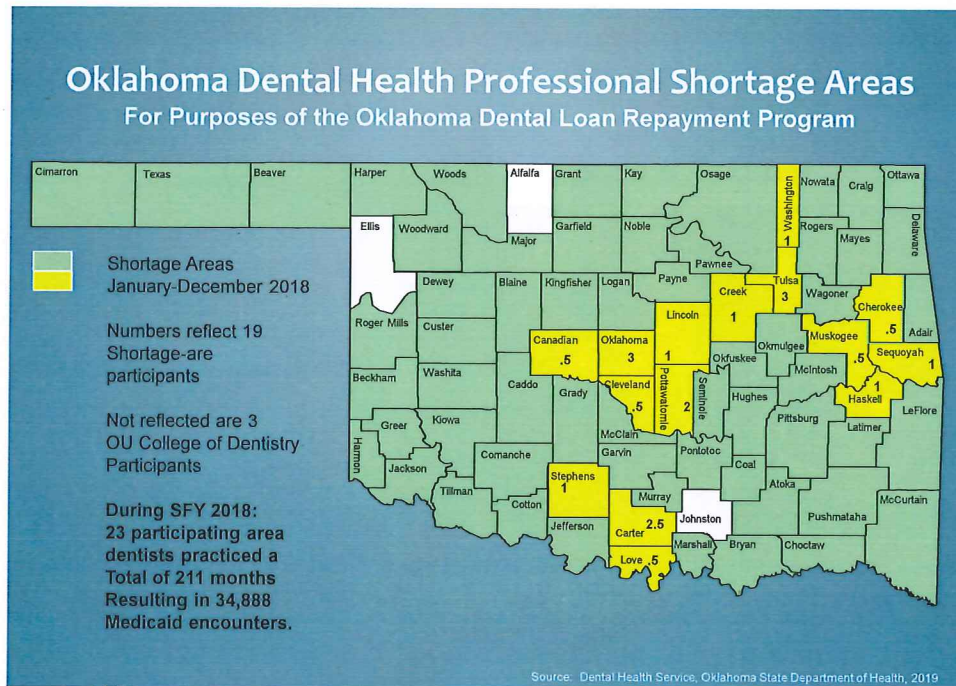 Oklahoma Dental Health Professional Shortage Areas
For Purposes of the Oklahoma Dental Loan Repayment Program
Cimarron
Texas
Beaver
Harper
Woods
Alfalfa
Grant
Kay
Osage
Washington
1
Nowata
Craig
Ottawa
Delaware
Ellis
Woodward
Major
Garfield
Noble
Pawnee
Rogers
Mayes
Shortage Areas
January-December 2018
Dewey
Blaine
Kingfisher
Logan
Payne
Creek
1
Tulsa
3
Wagoner
Cherokee
.5
Adair
Numbers reflect 19
Shortage-are
participants
Roger Mills
Custer
Canadian
.5
Oklahoma
3
Lincoln
1
Okmulgee
Muskogee
.5
Sequoyah
1
Beckham
Washita
Caddo
Grady
Cleveland
.5
Pottawatomie
2
Seminole
Okfuskee
McIntosh
Hughes
1
Haskell
LeFlore
Not reflected are 3
OU College of Dentistry
Participants
Harmon
Greer
Kiowa
McClain
Pittsburg
Latimer
Jackson
Comanche
Garvin
Pontotoc
Coal
Tillman
Cotton
Stephens
1
Murray
Atoka
Pushmataha
McCurtain
Jefferson
Carter
2.5
Johnston
Love .5
Marshall
Bryan
Choctaw
During SFY 2018:
23 participating area
dentists practiced a
Total of 211 months
Resulting in 34,888
Medicaid encounters.
Source: Dental Health Service, Oklahoma State Department of Health, 2019